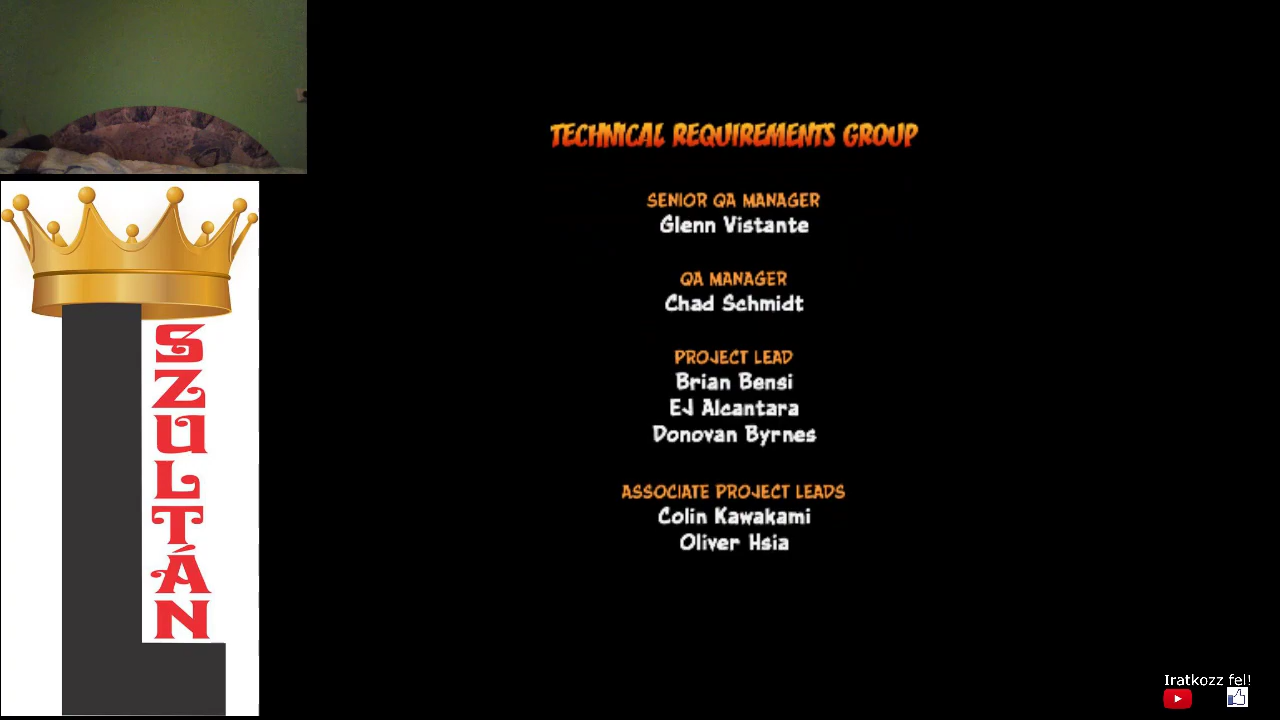 TECHNICAL REQUIREMENTS GROUP
SENIOR QA MANAGER
Glenn Vistante
QA MANAGER
Chad Schmidt
PROJECT LEAD
Brian Bensi
EJ Alcantara
Donovan Byrnes
ASSOCIATE PROJECT LEADS
Colin Kawakami
Oliver Hsia
L
SZULTÁN
Iratkozz fel!